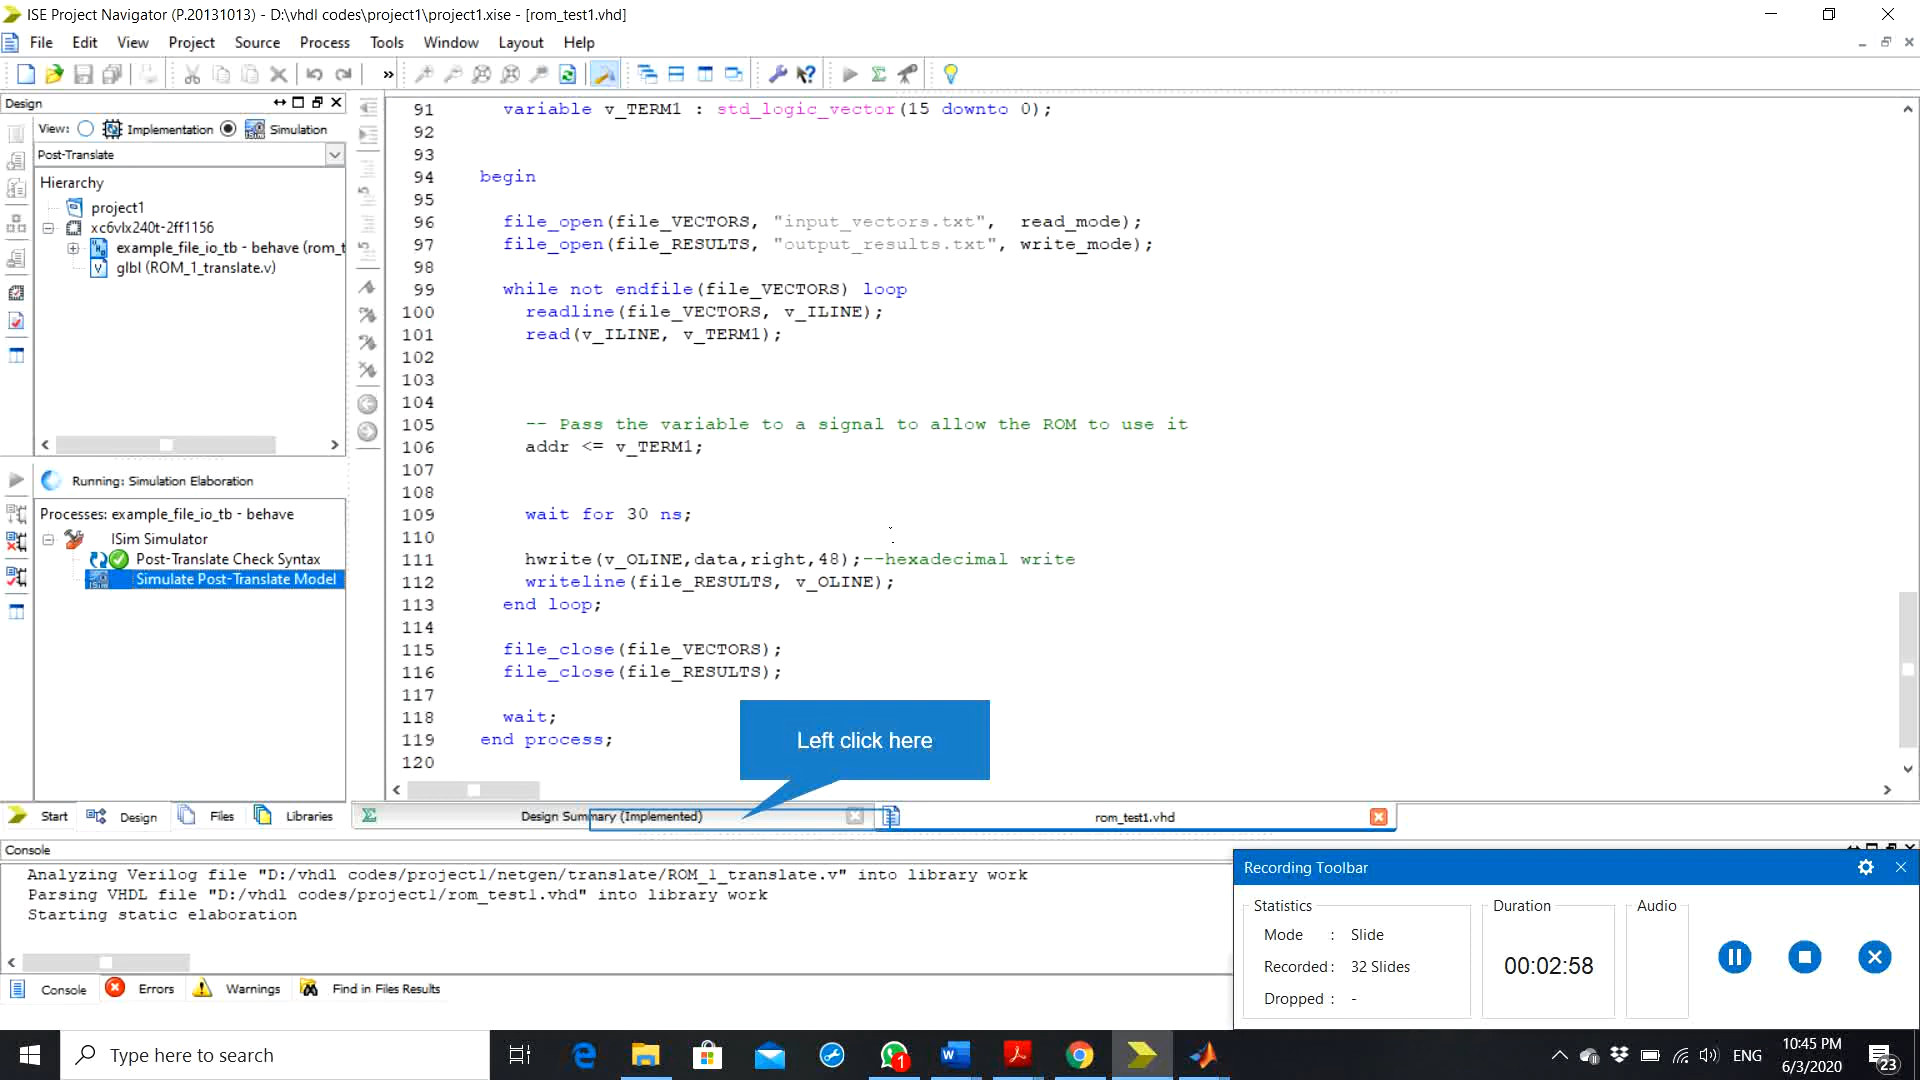 ISE Project Navigator (P.20131013) - D:\vhdl codes\project1\project1.xise - [rom_test1.vhd]
File Edit View Project Source Process Tools Window Layout Help
Design
View: Implementation Simulation
Post-Translate
Hierarchy
project1
xc6vlx240t-2ff1156
example_file_io_tb - behave (rom_t
glbl (ROM_1_translate.v)
Running: Simulation Elaboration
Processes: example_file_io_tb - behave
ISim Simulator
Post-Translate Check Syntax
Simulate Post-Translate Model
91 variable v_TERM1 : std_logic_vector(15 downto 0);
92
93
94 begin
95
96 file_open(file_VECTORS, "input_vectors.txt", read_mode);
97 file_open(file_RESULTS, "output_results.txt", write_mode);
98
99 while not endfile(file_VECTORS) loop
100 readline(file_VECTORS, v_ILINE);
101 read(v_ILINE, v_TERM1);
102
103
104
105 -- Pass the variable to a signal to allow the ROM to use it
106 addr <= v_TERM1;
107
108
109 wait for 30 ns;
110
111 hwrite(v_OLINE,data,right,48);--hexadecimal write
112 writeline(file_RESULTS, v_OLINE);
113 end loop;
114
115 file_close(file_VECTORS);
116 file_close(file_RESULTS);
117
118 wait;
119 end process;
120
Left click here
Start Design Files Libraries
Design Summary (Implemented)
rom_test1.vhd
Console
Analyzing Verilog file "D:/vhdl codes/project1/netgen/translate/ROM_1_translate.v" into library work
Parsing VHDL file "D:/vhdl codes/project1/rom_test1.vhd" into library work
Starting static elaboration
Console Errors Warnings Find in Files Results
Recording Toolbar
Statistics
Mode : Slide
Recorded : 32 Slides
Dropped : -
Duration
00:02:58
Audio
Type here to search
1
ENG
10:45 PM
6/3/2020
23